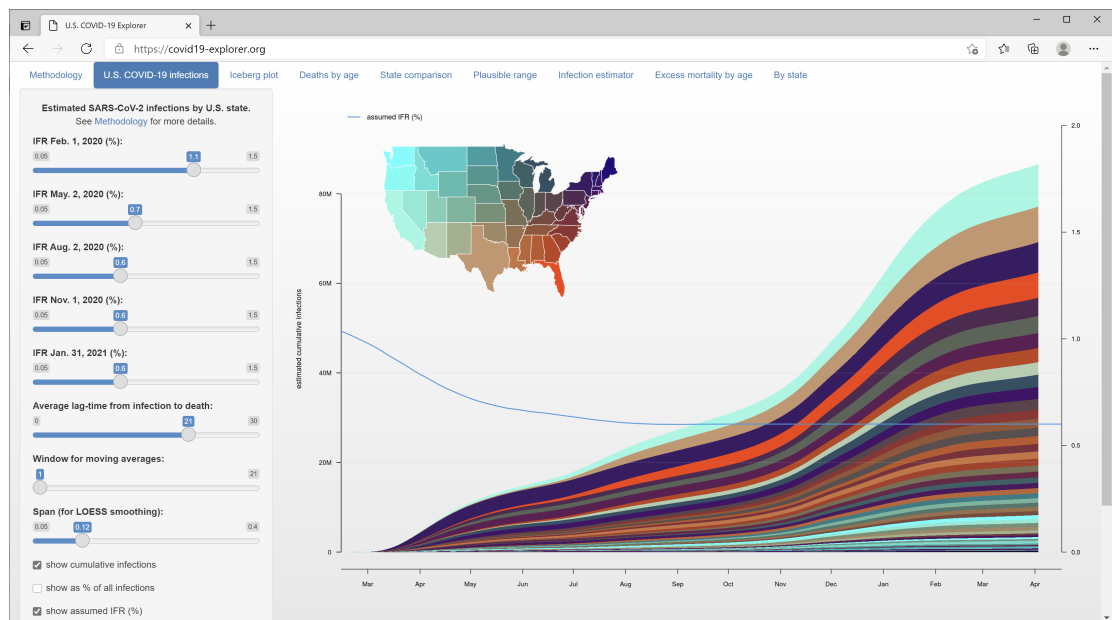 U.S. COVID-19 Explorer
https://covid19-explorer.org
Methodology
U.S. COVID-19 infections
Iceberg plot
Deaths by age
State comparison
Plausible range
Infection estimator
Excess mortality by age
By state
Estimated SARS-CoV-2 infections by U.S. state.
See Methodology for more details.
IFR Feb. 1, 2020 (%):
0.05 1.1 1.5
IFR May. 2, 2020 (%):
0.05 0.7 1.5
IFR Aug. 2, 2020 (%):
0.05 0.6 1.5
IFR Nov. 1, 2020 (%):
0.05 0.6 1.5
IFR Jan. 31, 2021 (%):
0.05 0.6 1.5
Average lag-time from infection to death:
0 21 30
Window for moving averages:
1 21
Span (for LOESS smoothing):
0.05 0.12 0.4
show cumulative infections
show as % of all infections
show assumed IFR (%)
assumed IFR (%)
estimated cumulative infections
80M
60M
40M
20M
0
2.0
1.5
1.0
0.5
0.0
Mar Apr May Jun Jul Aug Sep Oct Nov Dec Jan Feb Mar Apr